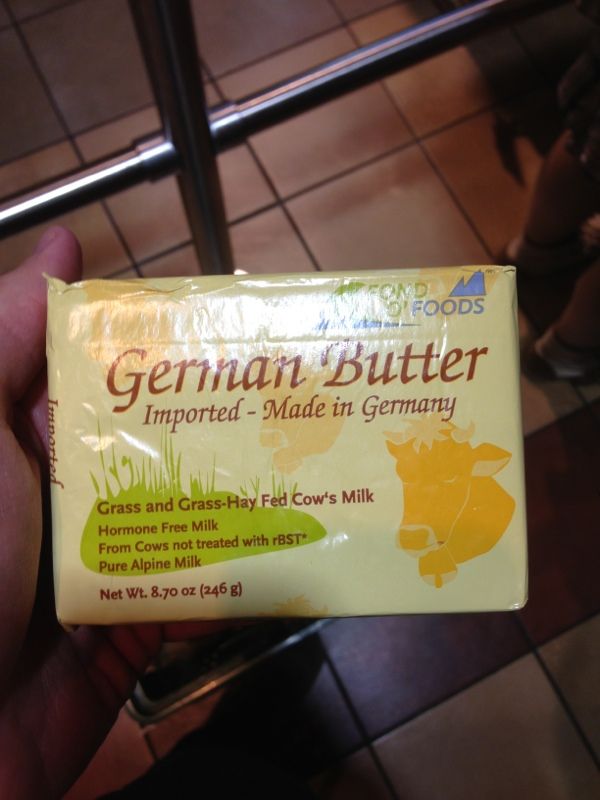 FOND
O' FOODS
German Butter
Imported - Made in Germany
Imported
Grass and Grass-Hay Fed Cow's Milk
Hormone Free Milk
From Cows not treated with rBST*
Pure Alpine Milk
Net Wt. 8.70 oz (246 g)